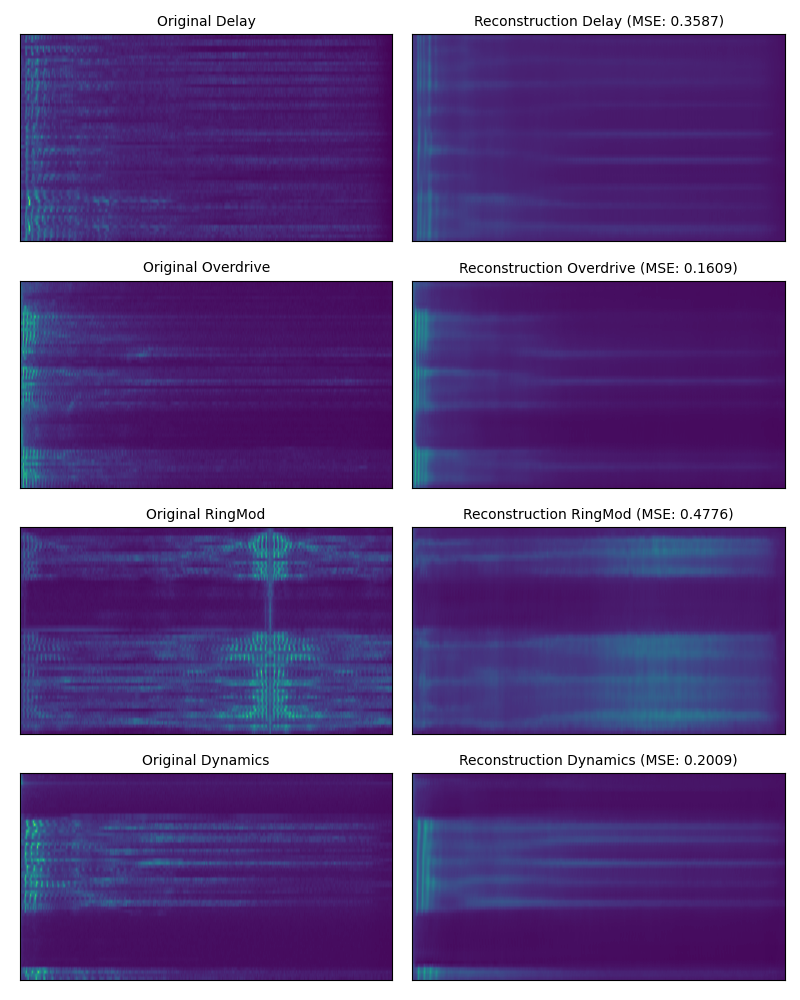 Original Delay
Reconstruction Delay (MSE: 0.3587)
Original Overdrive
Reconstruction Overdrive (MSE: 0.1609)
Original RingMod
Reconstruction RingMod (MSE: 0.4776)
Original Dynamics
Reconstruction Dynamics (MSE: 0.2009)